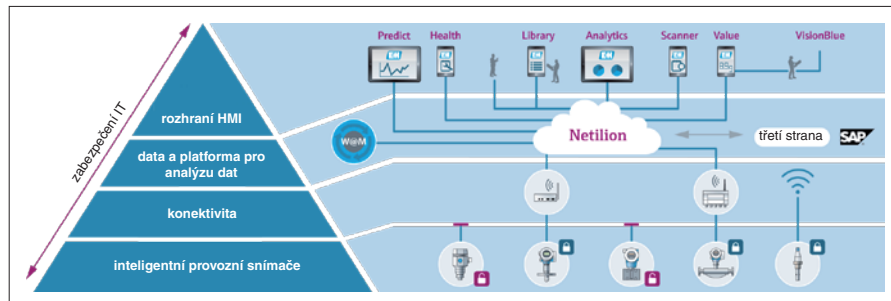 zabezpečení IT
rozhraní HMI
data a platforma pro
analýzu dat
konektivita
inteligentní provozní snímače
Predict
Health
Library
Analytics
Scanner
Value
VisionBlue
W@M
Netilion
třetí strana
SAP